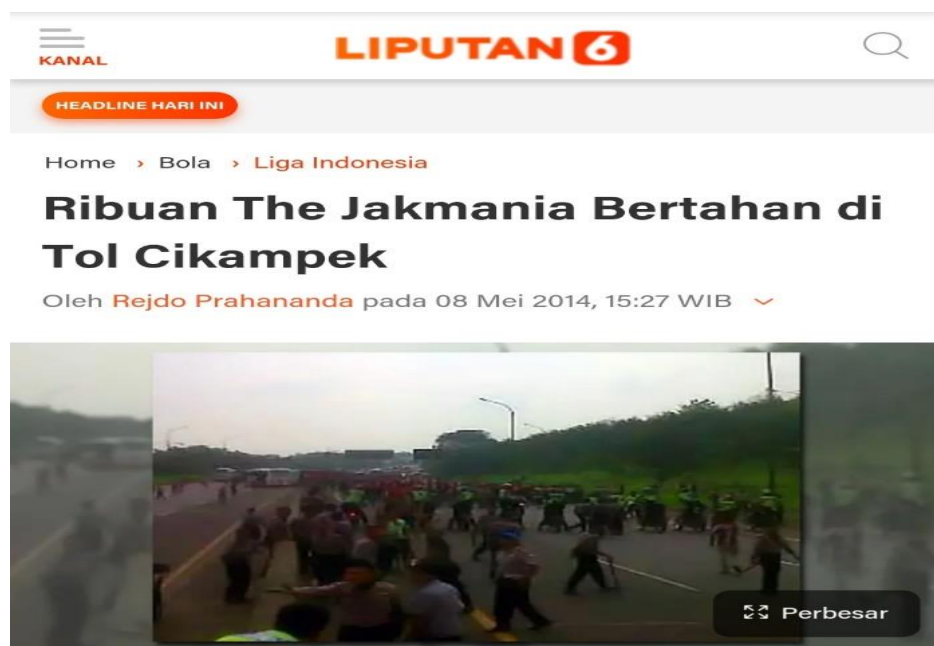 KANAL
LIPUTAN 6
HEADLINE HARI INI
Home › Bola › Liga Indonesia
Ribuan The Jakmania Bertahan di
Tol Cikampek
Oleh Rejdo Prahananda pada 08 Mei 2014, 15:27 WIB
Perbesar